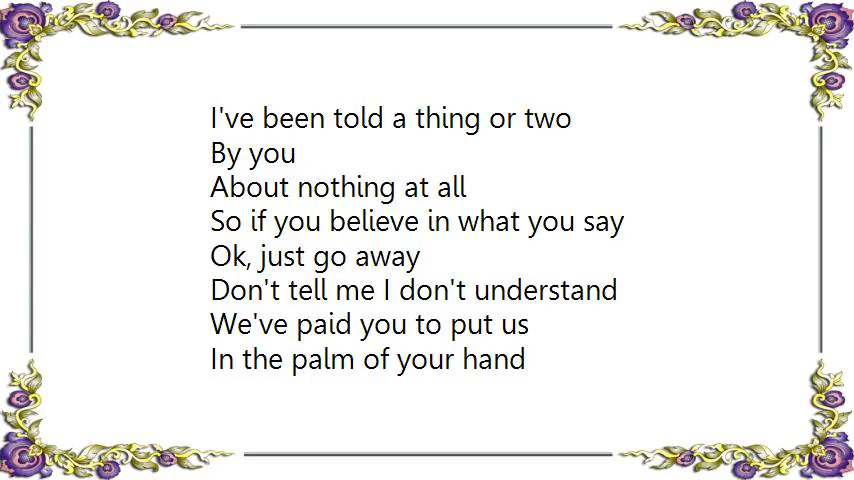 I've been told a thing or two
By you
About nothing at all
So if you believe in what you say
Ok, just go away
Don't tell me I don't understand
We've paid you to put us
In the palm of your hand